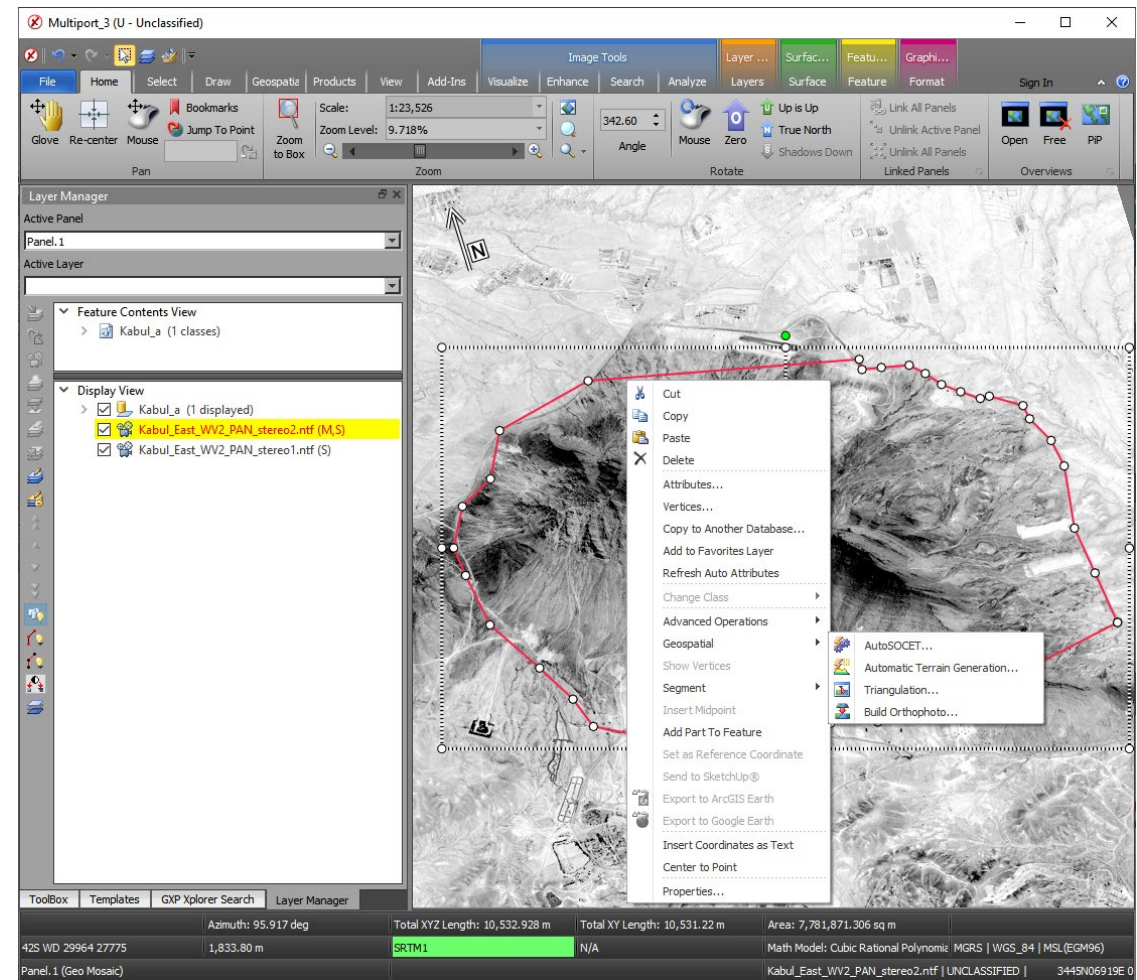 Multiport_3 (U - Unclassified)
Image Tools
Layer ...
Surfac...
Featu...
Graphi...
File
Home
Select
Draw
Geospatia
Products
View
Add-Ins
Visualize
Enhance
Search
Analyze
Layers
Surface
Feature
Format
Sign In
Glove
Re-center
Mouse
Bookmarks
Jump To Point
Pan
Zoom to Box
Scale:
1:23,526
Zoom Level:
9.718%
Zoom
342.60
Angle
Mouse
Zero
Up is Up
True North
Shadows Down
Rotate
Link All Panels
Unlink Active Panel
Unlink All Panels
Linked Panels
Open
Free
PiP
Overviews
Layer Manager
Active Panel
Panel.1
Active Layer
Feature Contents View
Kabul_a (1 classes)
Display View
Kabul_a (1 displayed)
Kabul_East_WV2_PAN_stereo2.ntf (M,S)
Kabul_East_WV2_PAN_stereo1.ntf (S)
N
Cut
Copy
Paste
Delete
Attributes...
Vertices...
Copy to Another Database...
Add to Favorites Layer
Refresh Auto Attributes
Change Class
Advanced Operations
Geospatial
Show Vertices
Segment
Insert Midpoint
Add Part To Feature
Set as Reference Coordinate
Send to SketchUp®
Export to ArcGIS Earth
Export to Google Earth
Insert Coordinates as Text
Center to Point
Properties...
AutoSOCET...
Automatic Terrain Generation...
Triangulation...
Build Orthophoto...
ToolBox
Templates
GXP Xplorer Search
Layer Manager
Azimuth: 95.917 deg
Total XYZ Length: 10,532.928 m
Total XY Length: 10,531.22 m
Area: 7,781,871.306 sq m
42S WD 29964 27775
1,833.80 m
SRTM1
N/A
Math Model: Cubic Rational Polynomia
MGRS | WGS_84 | MSL(EGM96)
Panel.1 (Geo Mosaic)
Kabul_East_WV2_PAN_stereo2.ntf | UNCLASSIFIED |
3445N06919E 0